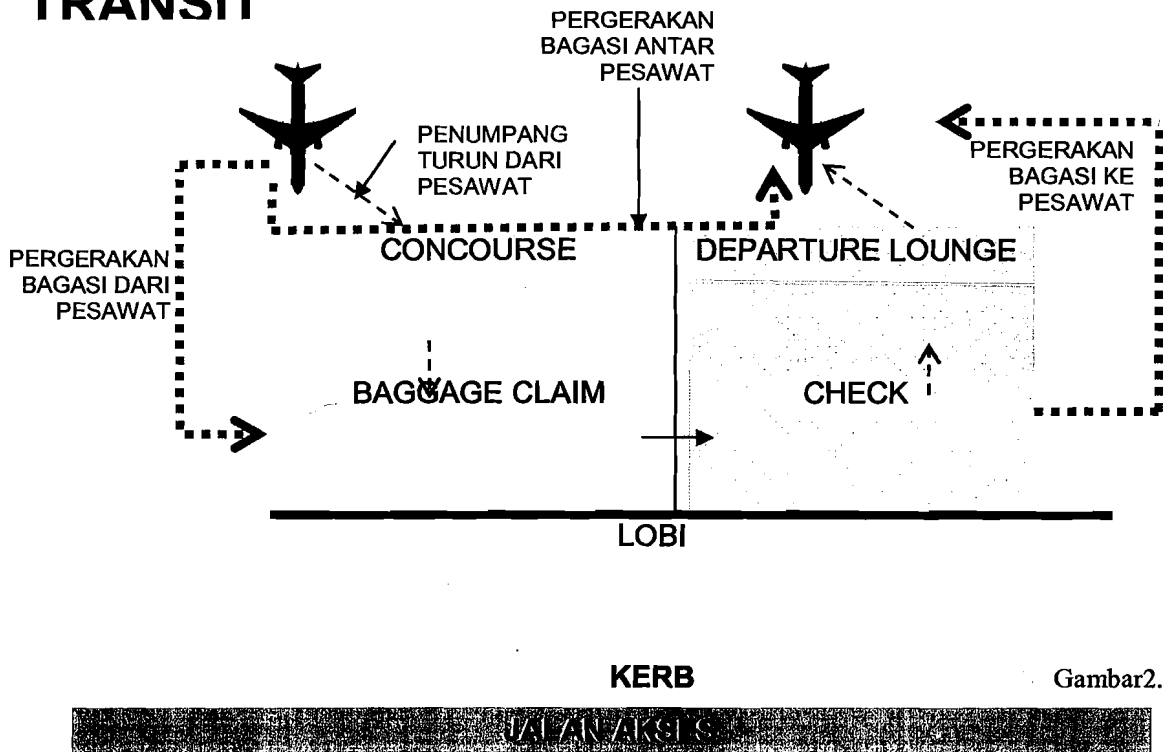 TRANSIT
PERGERAKAN
BAGASI ANTAR
PESAWAT
PENUMPANG
TURUN DARI
PESAWAT
PERGERAKAN
BAGASI KE
PESAWAT
CONCOURSE
DEPARTURE LOUNGE
PERGERAKAN
BAGASI DARI
PESAWAT
BAGGAGE CLAIM
CHECK
LOBI
KERB
Gambar2.
JALAN AKSES